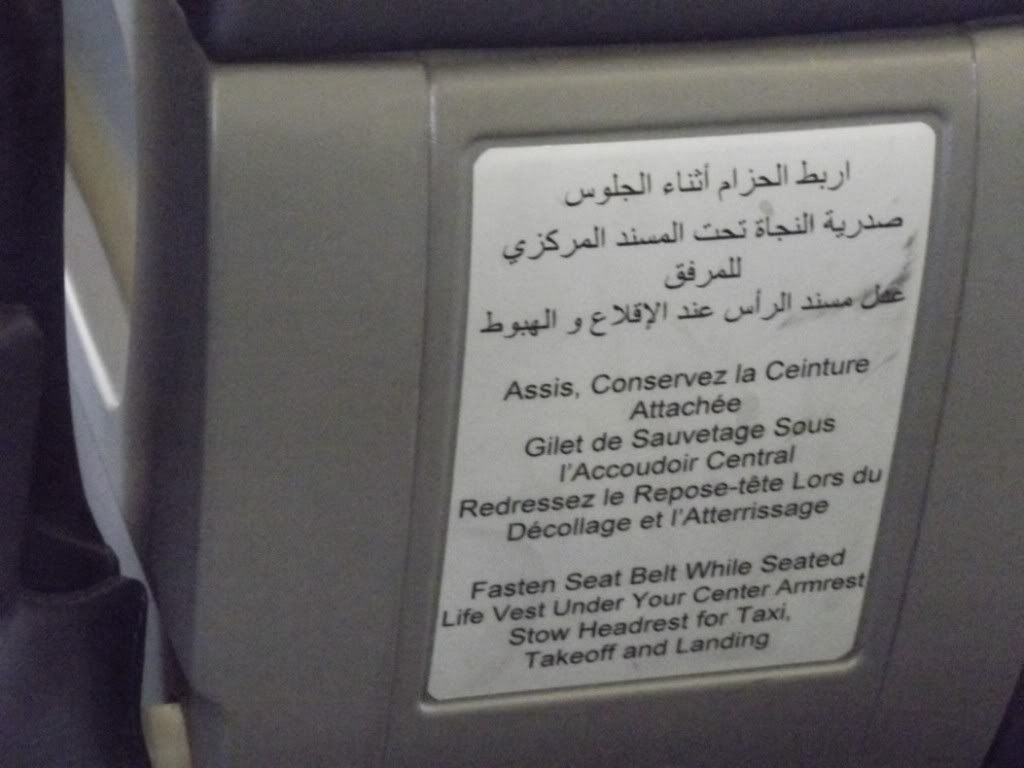 اربط الحزام أثناء الجلوس
صدرية النجاة تحت المسند المركزي
للمرفق
مسند الرأس عند الإقلاع و الهبوط
Assis, Conservez la Ceinture
Attachée
Gilet de Sauvetage Sous
l'Accoudoir Central
Redressez le Repose-tête Lors du
Décollage et l'Atterrissage
Fasten Seat Belt While Seated
Life Vest Under Your Center Armrest
Stow Headrest for Taxi,
Takeoff and Landing